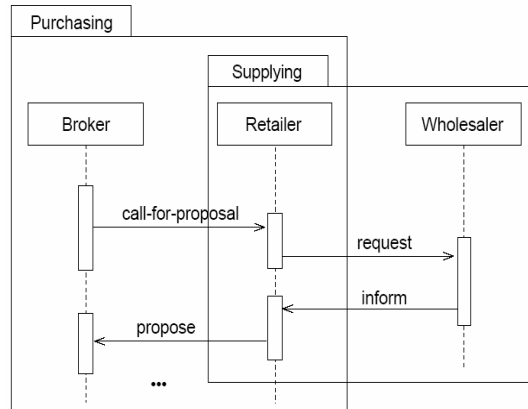 Purchasing
Supplying
Broker
Retailer
Wholesaler
call-for-proposal
request
inform
propose
...